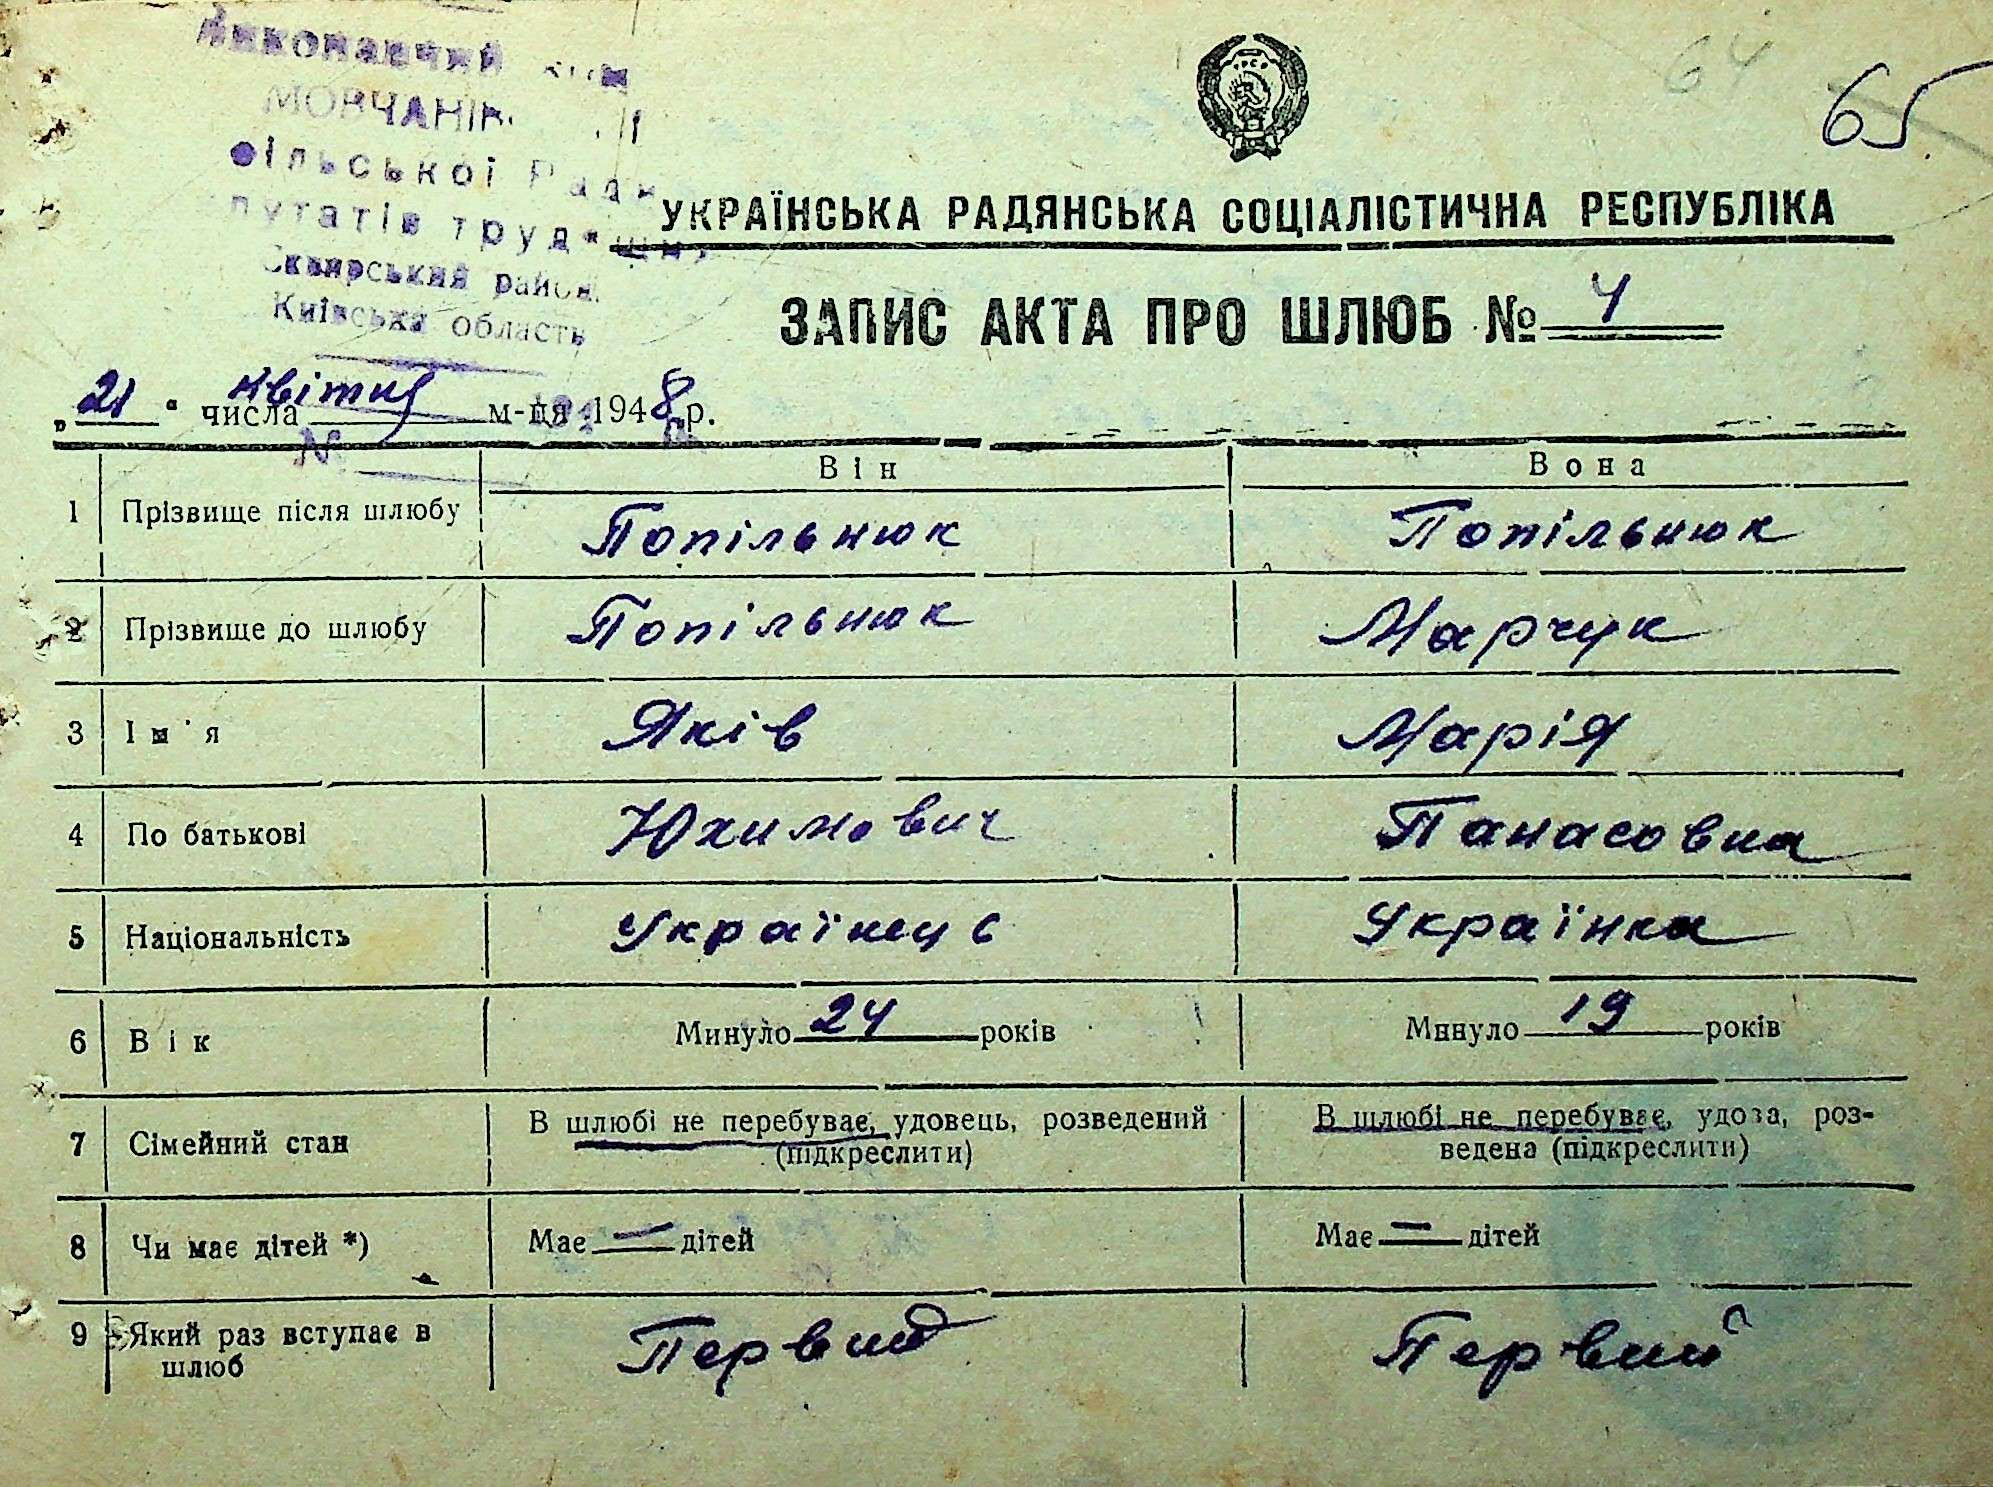 Виконавчий
МОВЧАНІВ
сільської Ради
путатів трудящих
Сквирський район
Київська область
64
65
УКРАЇНСЬКА РАДЯНСЬКА СОЦІАЛІСТИЧНА РЕСПУБЛІКА
ЗАПИС АКТА ПРО ШЛЮБ № 4
„21" числа квітня м-ця 1948 р.
№
Він Вона
1 Прізвище після шлюбу Попільнюк Попільнюк
2 Прізвище до шлюбу Попільнюк Марчук
3 Ім'я Яків Марія
4 По батькові Юхимович Панасовна
5 Національність Українець Українка
6 Вік Минуло 24 років Минуло 19 років
7 Сімейний стан В шлюбі не перебуває, удовець, розведений (підкреслити) В шлюбі не перебуває, удова, роз-
ведена (підкреслити)
8 Чи має дітей *) Має — дітей Має — дітей
9 Який раз вступає в шлюб Первий Первий